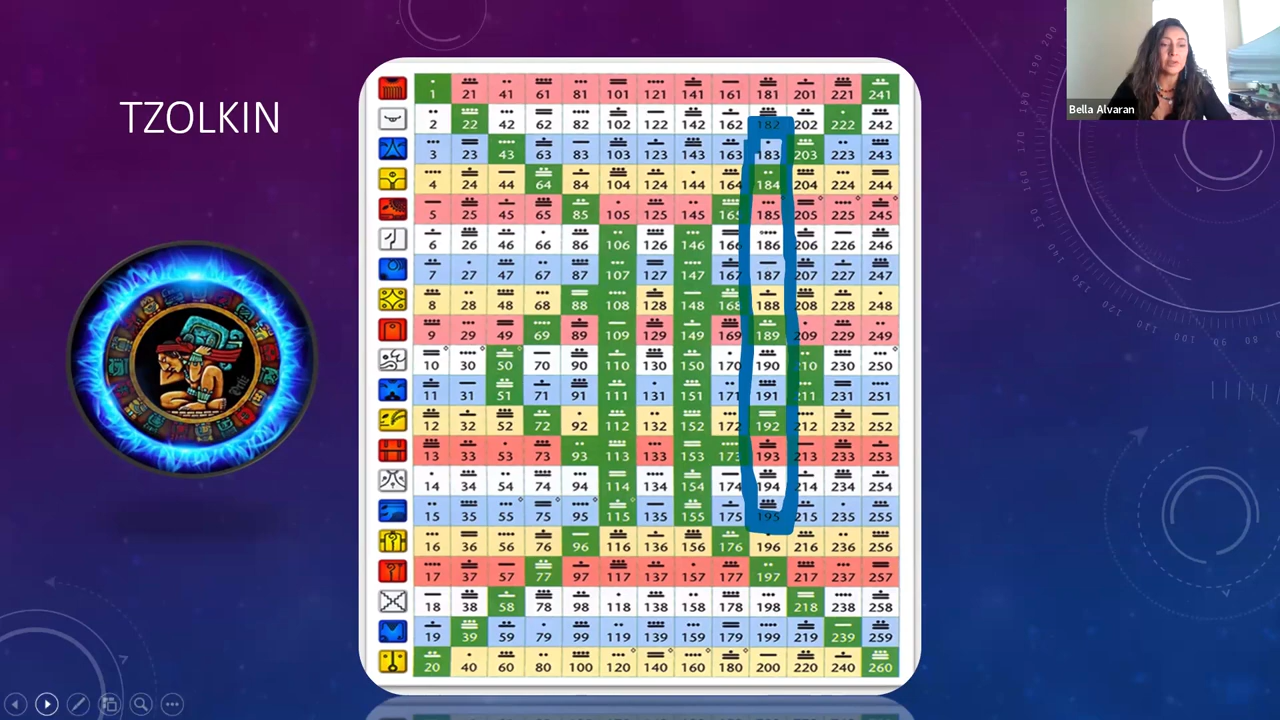 TZOLKIN
Bella Alvaran
1 21 41 61 81 101 121 141 161 181 201 221 241
2 22 42 62 82 102 122 142 162 182 202 222 242
3 23 43 63 83 103 123 143 163 183 203 223 243
4 24 44 64 84 104 124 144 164 184 204 224 244
5 25 45 65 85 105 125 145 165 185 205 225 245
6 26 46 66 86 106 126 146 166 186 206 226 246
7 27 47 67 87 107 127 147 167 187 207 227 247
8 28 48 68 88 108 128 148 168 188 208 228 248
9 29 49 69 89 109 129 149 169 189 209 229 249
10 30 50 70 90 110 130 150 170 190 210 230 250
11 31 51 71 91 111 131 151 171 191 211 231 251
12 32 52 72 92 112 132 152 172 192 212 232 252
13 33 53 73 93 113 133 153 173 193 213 233 253
14 34 54 74 94 114 134 154 174 194 214 234 254
15 35 55 75 95 115 135 155 175 195 215 235 255
16 36 56 76 96 116 136 156 176 196 216 236 256
17 37 57 77 97 117 137 157 177 197 217 237 257
18 38 58 78 98 118 138 158 178 198 218 238 258
19 39 59 79 99 119 139 159 179 199 219 239 259
20 40 60 80 100 120 140 160 180 200 220 240 260